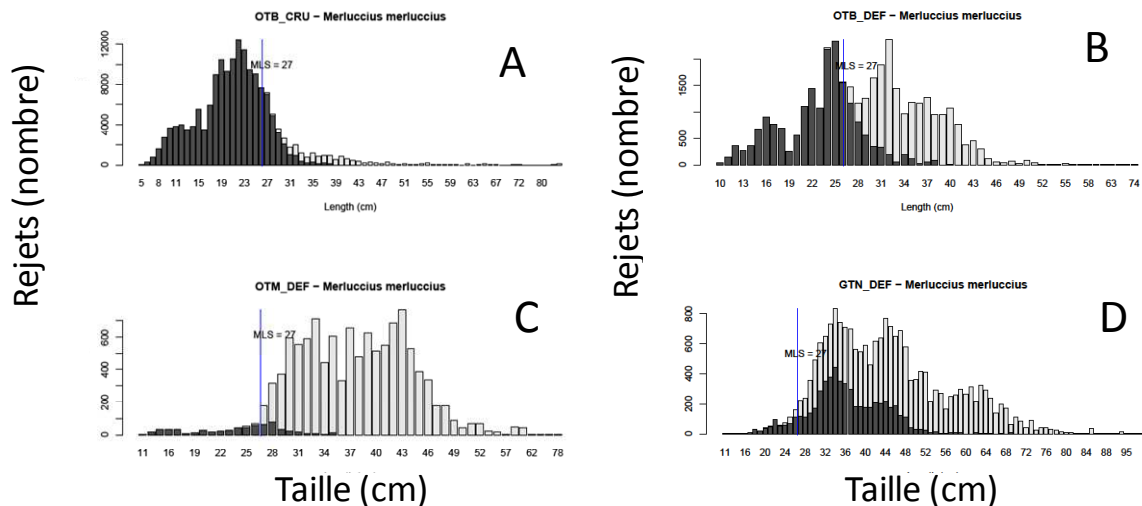 OTB_CRU − Merluccius merluccius
A
Rejets (nombre)
0 4000 8000 12000
MLS = 27
5 8 11 15 19 23 27 31 35 39 43 47 51 55 59 63 67 72 80
Length (cm)
OTB_DEF − Merluccius merluccius
B
Rejets (nombre)
0 500 1500
MLS = 27
10 13 16 19 22 25 28 31 34 37 40 43 46 49 52 55 58 63 74
Length (cm)
OTM_DEF − Merluccius merluccius
C
0 200 400 600
MLS = 27
11 16 19 22 25 28 31 34 37 40 43 46 49 52 57 62 78
Taille (cm)
GTN_DEF − Merluccius merluccius
D
0 200 400 600 800
MLS = 27
11 16 20 24 28 32 36 40 44 48 52 56 60 64 68 72 76 80 86 95
Taille (cm)